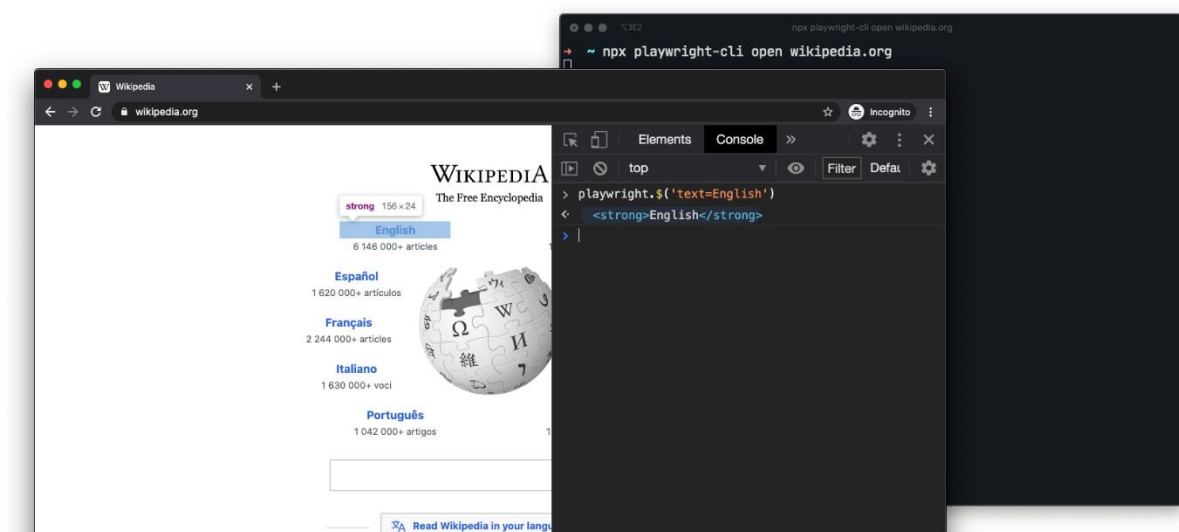 ⌥⌘2 npx playwright-cli open wikipedia.org
→ ~ npx playwright-cli open wikipedia.org
W Wikipedia × +
wikipedia.org Incognito
Elements Console »
top Filter Defau
> playwright.$('text=English')
<strong>English</strong>
>
WIKIPEDIA
The Free Encyclopedia
strong 156 × 24
English
6 146 000+ articles
Español
1 620 000+ artículos
Français
2 244 000+ articles
Italiano
1 630 000+ voci
Português
1 042 000+ artigos
Ω W И 維 7
Read Wikipedia in your langu